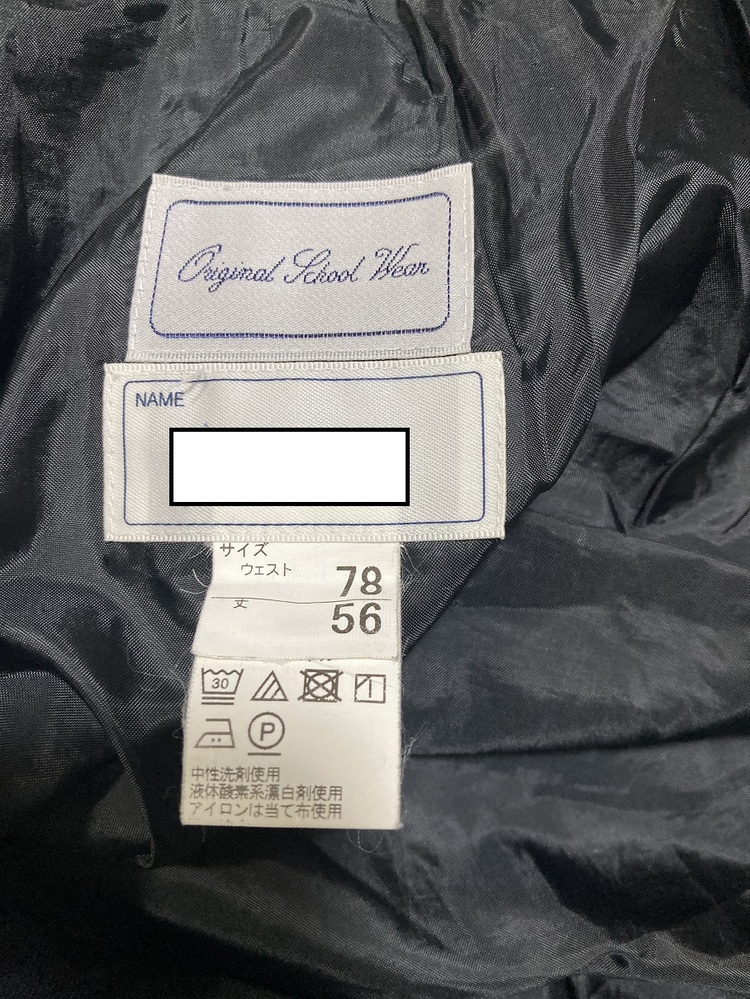 Original School Wear
NAME
サイズ
ウェスト 78
丈 56
30
P
中性洗剤使用
液体酸素系漂白剤使用
アイロンは当て布使用